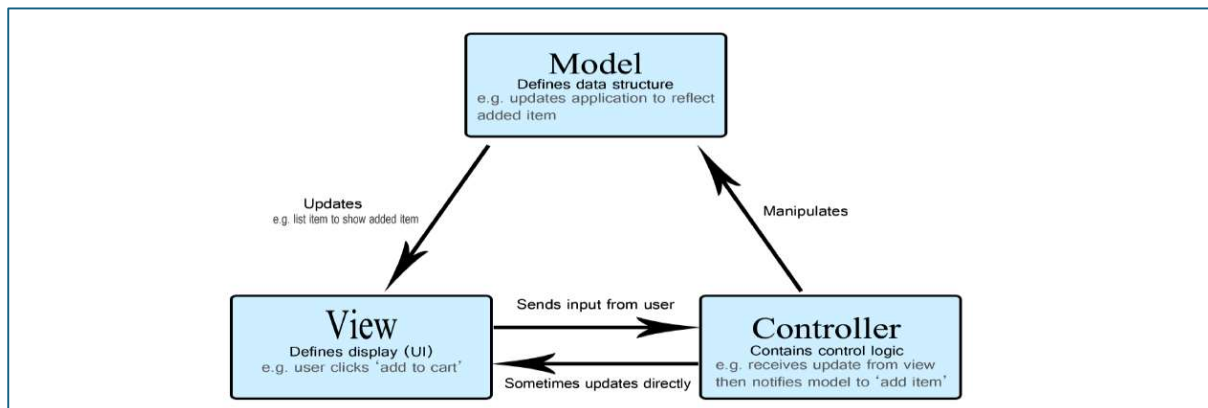 Model
Defines data structure
e.g. updates application to reflect
added item
Updates
e.g. list item to show added item
Manipulates
Sends input from user
View
Defines display (UI)
e.g. user clicks ‘add to cart’
Sometimes updates directly
Controller
Contains control logic
e.g. receives update from view
then notifies model to ‘add item’